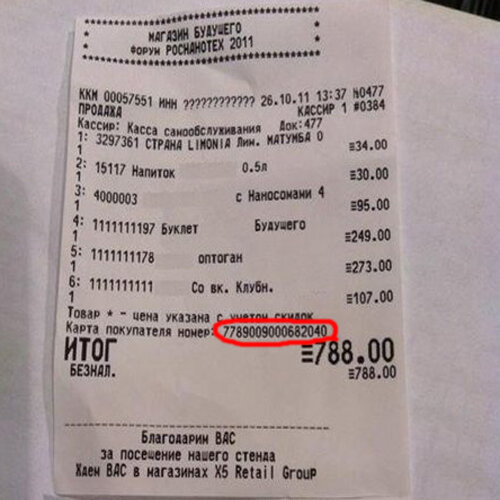 * * * * * * * * * * * * * * * * * * *
* МАГАЗИН БУДУЩЕГО *
* ФОРУМ РОСНАНОТЕХ 2011 *
* * * * * * * * * * * * * * * * * * *
ККМ 00057551 ИНН ???????????? 26.10.11 13:37 №0477
ПРОДАЖА КАССИР 1 #0384
Кассир: Касса самообслуживания Док:477
1: 3297361 СТРАНА LIMONIA Лим. МАТУМБА 0
1 ≡34.00
2: 15117 Напиток 0.5л
1 ≡30.00
3: 4000003 с Наносомами 4
1 ≡95.00
4: 1111111197 Буклет Будущего
1 ≡249.00
5: 1111111178 оптоган
1 ≡273.00
6: 1111111111 Со вк. Клубн.
1 ≡107.00
Товар * - цена указана с учетом скидок
Карта покупателя номер: 7789009000682040
ИТОГ ≡788.00
БЕЗНАЛ. ≡788.00
Благодарим ВАС
за посещение нашего стенда
Ждем ВАС в магазинах X5 Retail Group